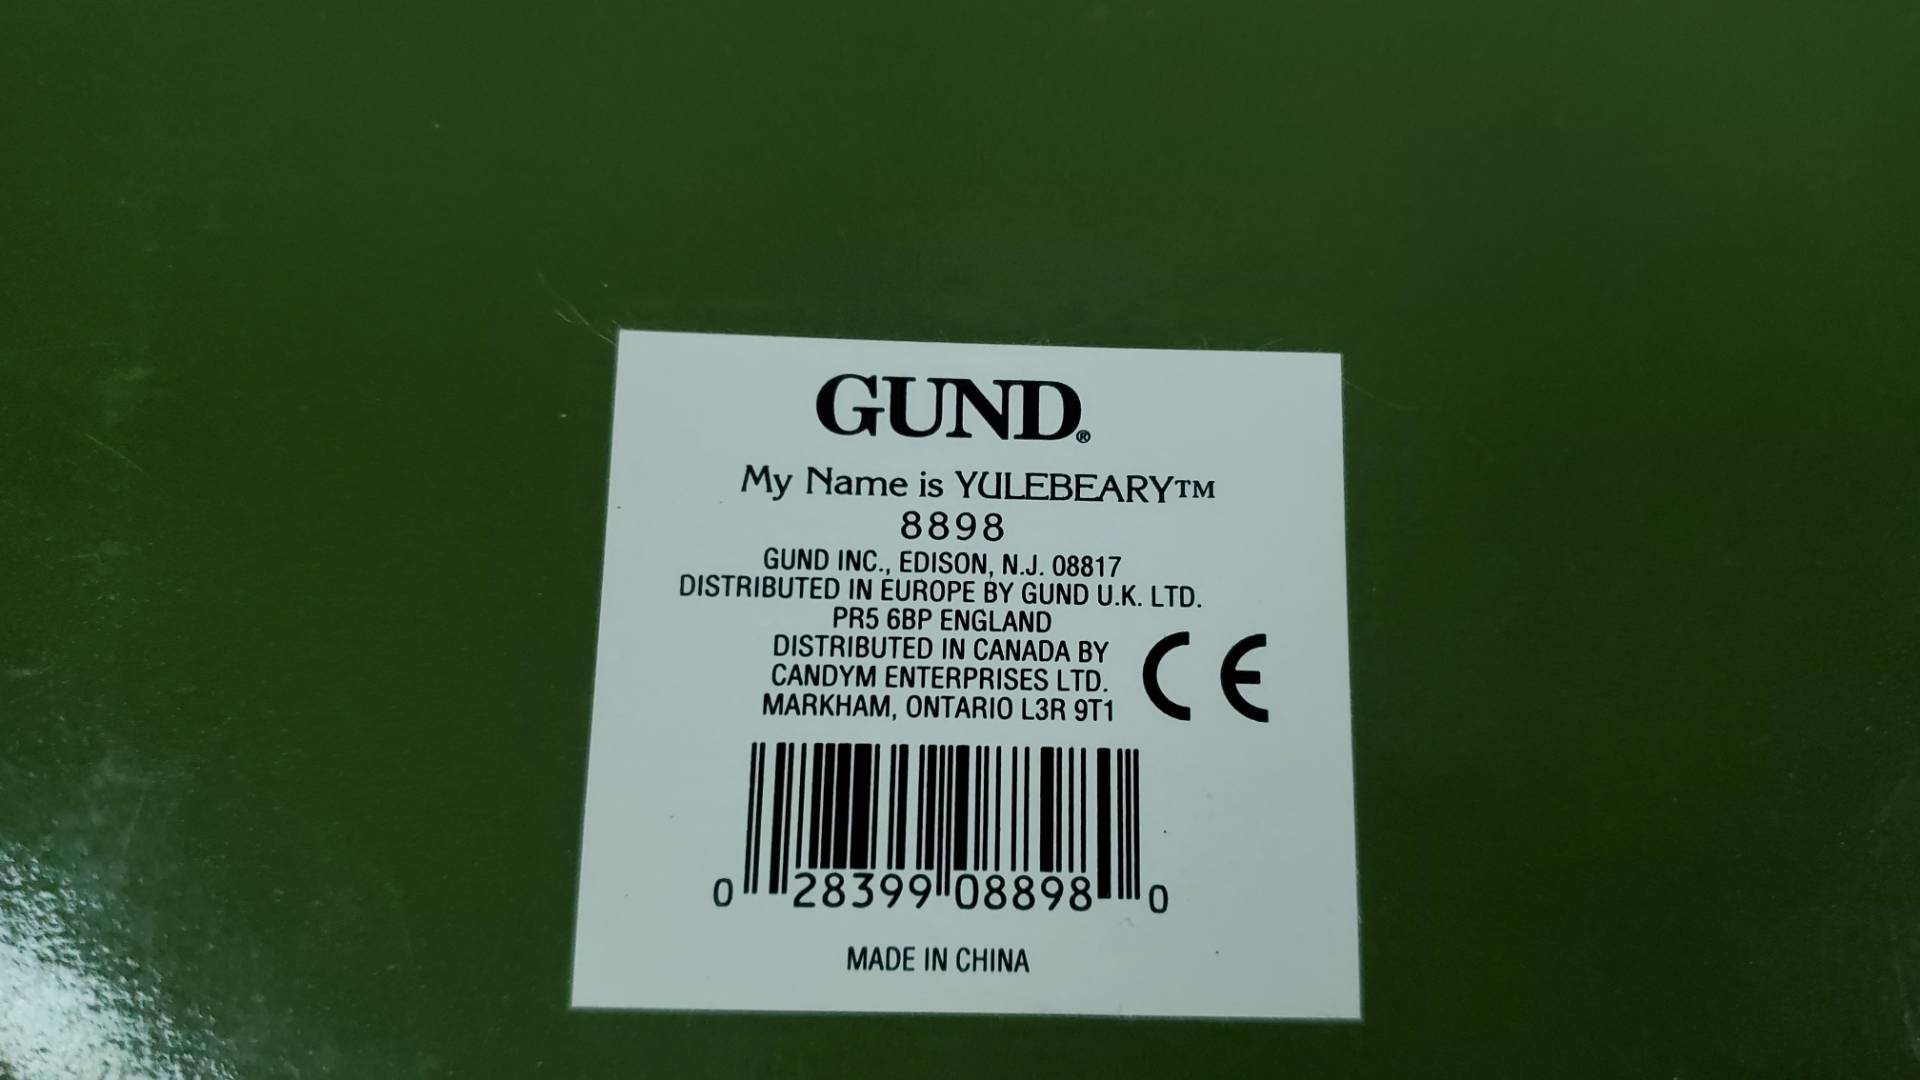 GUND®
My Name is YULEBEARY™
8898
GUND INC., EDISON, N.J. 08817
DISTRIBUTED IN EUROPE BY GUND U.K. LTD.
PR5 6BP ENGLAND
DISTRIBUTED IN CANADA BY
CANDYM ENTERPRISES LTD.
MARKHAM, ONTARIO L3R 9T1
CE
0 28399 08898 0
MADE IN CHINA